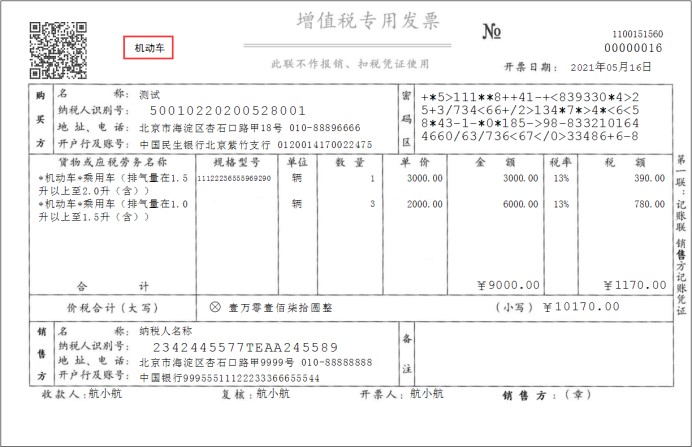 增值税专用发票
№
1100151560
机动车
00000016
此联不作报销、扣税凭证使用
开票日期: 2021年05月16日
购买方
名 称: 测试
纳税人识别号: 50010220200528001
地 址、电 话: 北京市海淀区杏石口路甲18号 010-88896666
开户行及账号: 中国民生银行北京紫竹支行 0120014170022475
密码区
+*5>111**8++41-+<839330*4>2
5+3/734<66+/2>134*7*>4*<6<5
8*43-1-*0*185->98-833210164
4660/63/736<67</0>33486+6-8
货物或应税劳务名称 规格型号 单位 数 量 单 价 金 额 税率 税 额
*机动车*乘用车（排气量在1.5 11122256555969290 辆 1 3000.00 3000.00 13% 390.00
升以上至2.0升（含））
*机动车*乘用车（排气量在1.0 辆 3 2000.00 6000.00 13% 780.00
升以上至1.5升（含））
合 计 ￥9000.00 ￥1170.00
价税合计（大写） ⊗ 壹万零壹佰柒拾圆整 (小写) ￥10170.00
销售方
名 称: 纳税人名称
纳税人识别号: 2342445577TEAA245589
地 址、电 话: 北京市海淀区杏石口路甲9999号 010-88888888
开户行及账号: 中国银行99955551112223336665​5544
备注
收款人: 航小航 复核: 航小航 开票人: 航小航 销 售 方:（章）
第一联：记账联 销售方记账凭证